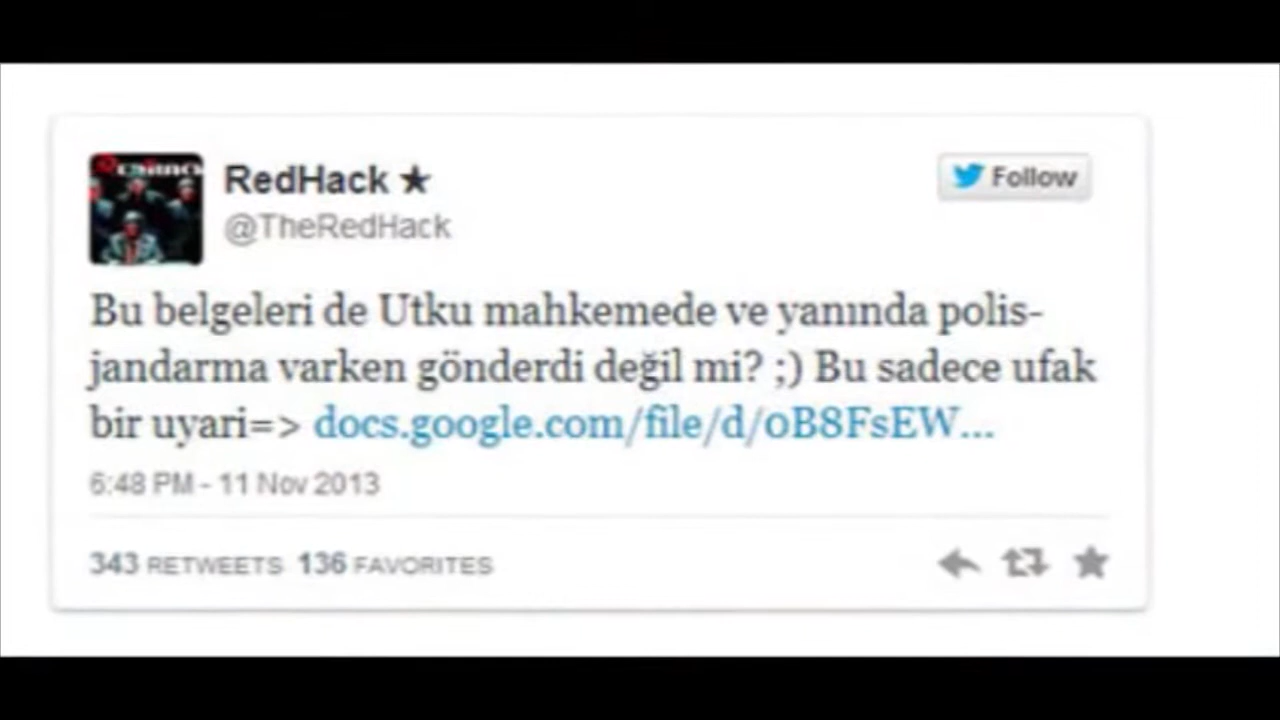 RedHack ★
@TheRedHack
Follow
Bu belgeleri de Utku mahkemede ve yanında polis-
jandarma varken gönderdi değil mi? ;) Bu sadece ufak
bir uyari=> docs.google.com/file/d/0B8FsEW...
6:48 PM - 11 Nov 2013
343 RETWEETS 136 FAVORITES